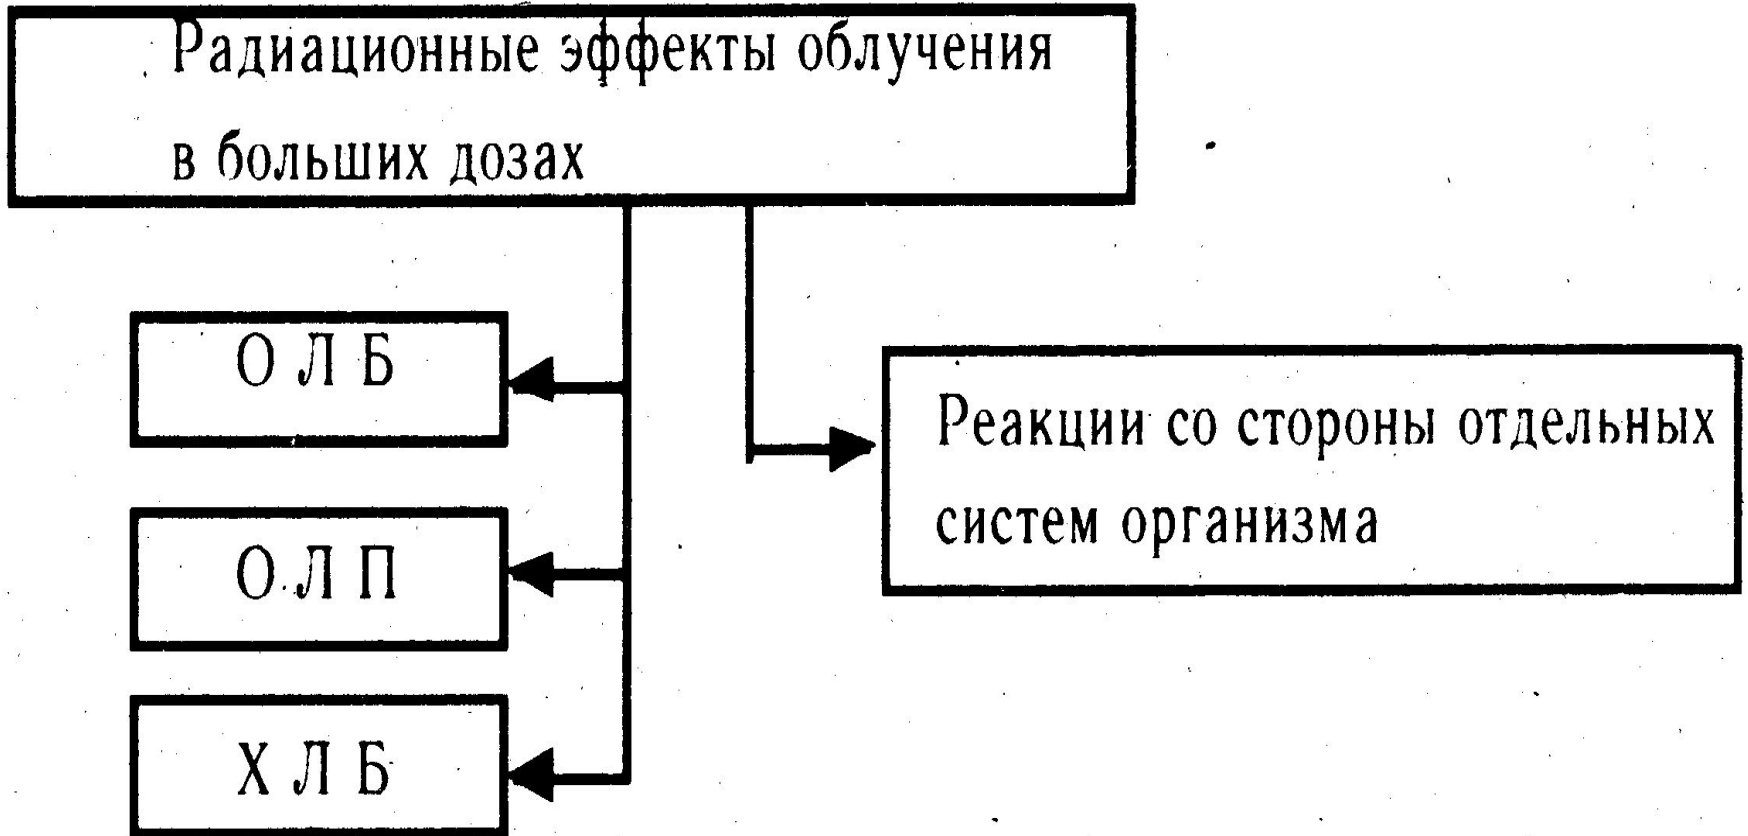 Радиационные эффекты облучения
в больших дозах
О Л Б
Реакции со стороны отдельных
систем организма
О Л П
Х Л Б